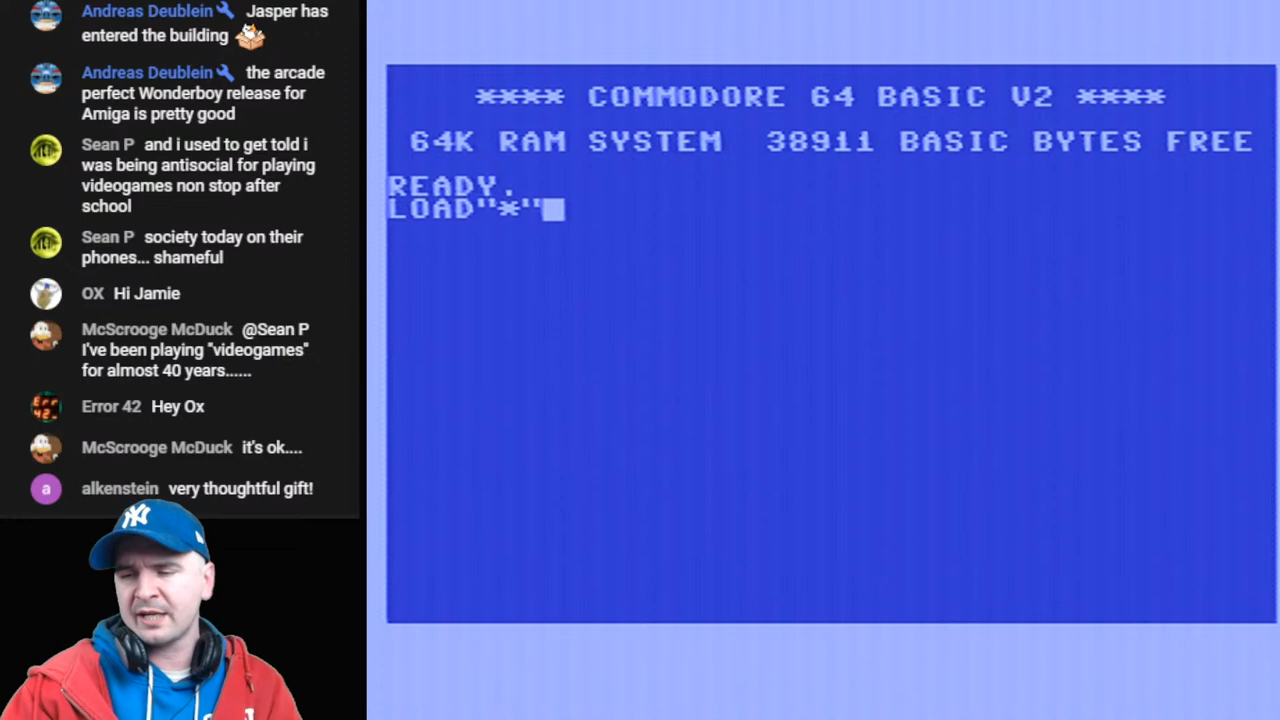 Andreas Deublein Jasper has
entered the building
Andreas Deublein the arcade
perfect Wonderboy release for
Amiga is pretty good
Sean P and i used to get told i
was being antisocial for playing
videogames non stop after
school
Sean P society today on their
phones... shameful
OX Hi Jamie
McScrooge McDuck @Sean P
I've been playing "videogames"
for almost 40 years......
Error 42 Hey Ox
McScrooge McDuck it's ok....
a alkenstein very thoughtful gift!
NY
**** COMMODORE 64 BASIC V2 ****
64K RAM SYSTEM 38911 BASIC BYTES FREE
READY.
LOAD"*"